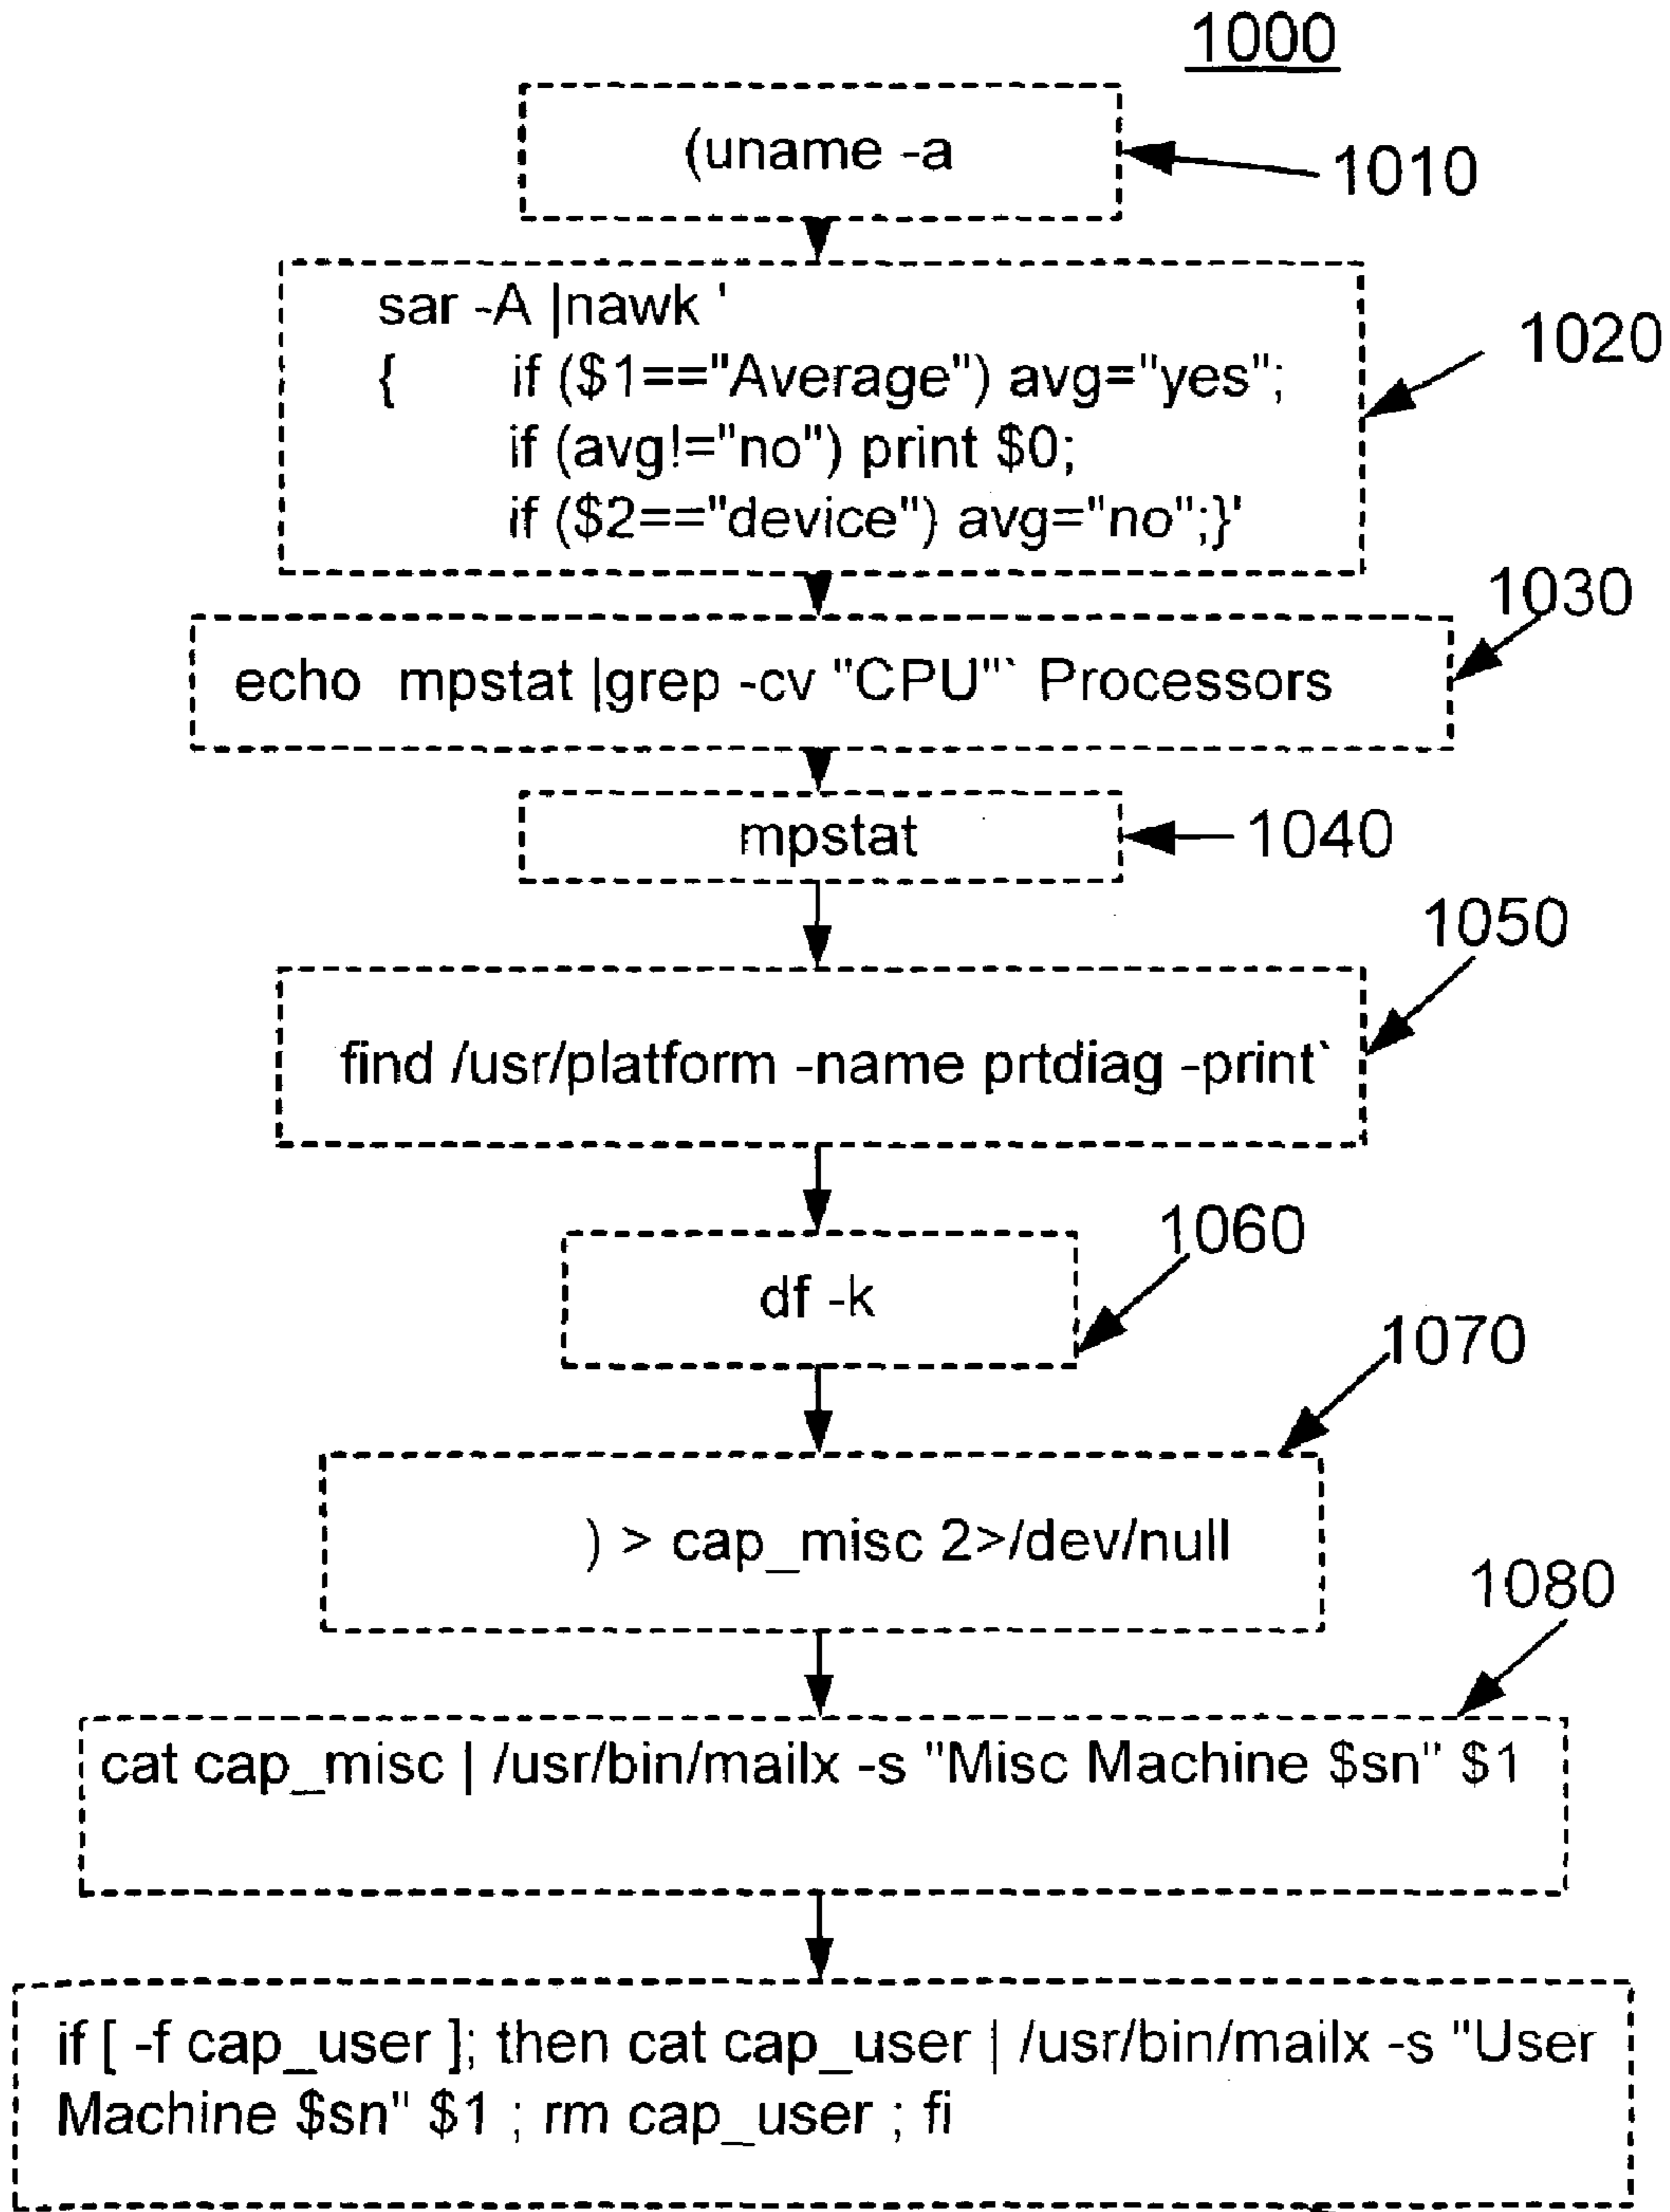 1000
(uname -a
1010
sar -A |nawk '
{ if ($1=="Average") avg="yes";
if (avg!="no") print $0;
if ($2=="device") avg="no";}'
1020
1030
echo mpstat |grep -cv "CPU"` Processors
mpstat
1040
1050
find /usr/platform -name prtdiag -print`
1060
df -k
1070
) > cap_misc 2>/dev/null
1080
cat cap_misc | /usr/bin/mailx -s "Misc Machine $sn" $1
if [ -f cap_user ]; then cat cap_user | /usr/bin/mailx -s "User
Machine $sn" $1 ; rm cap_user ; fi